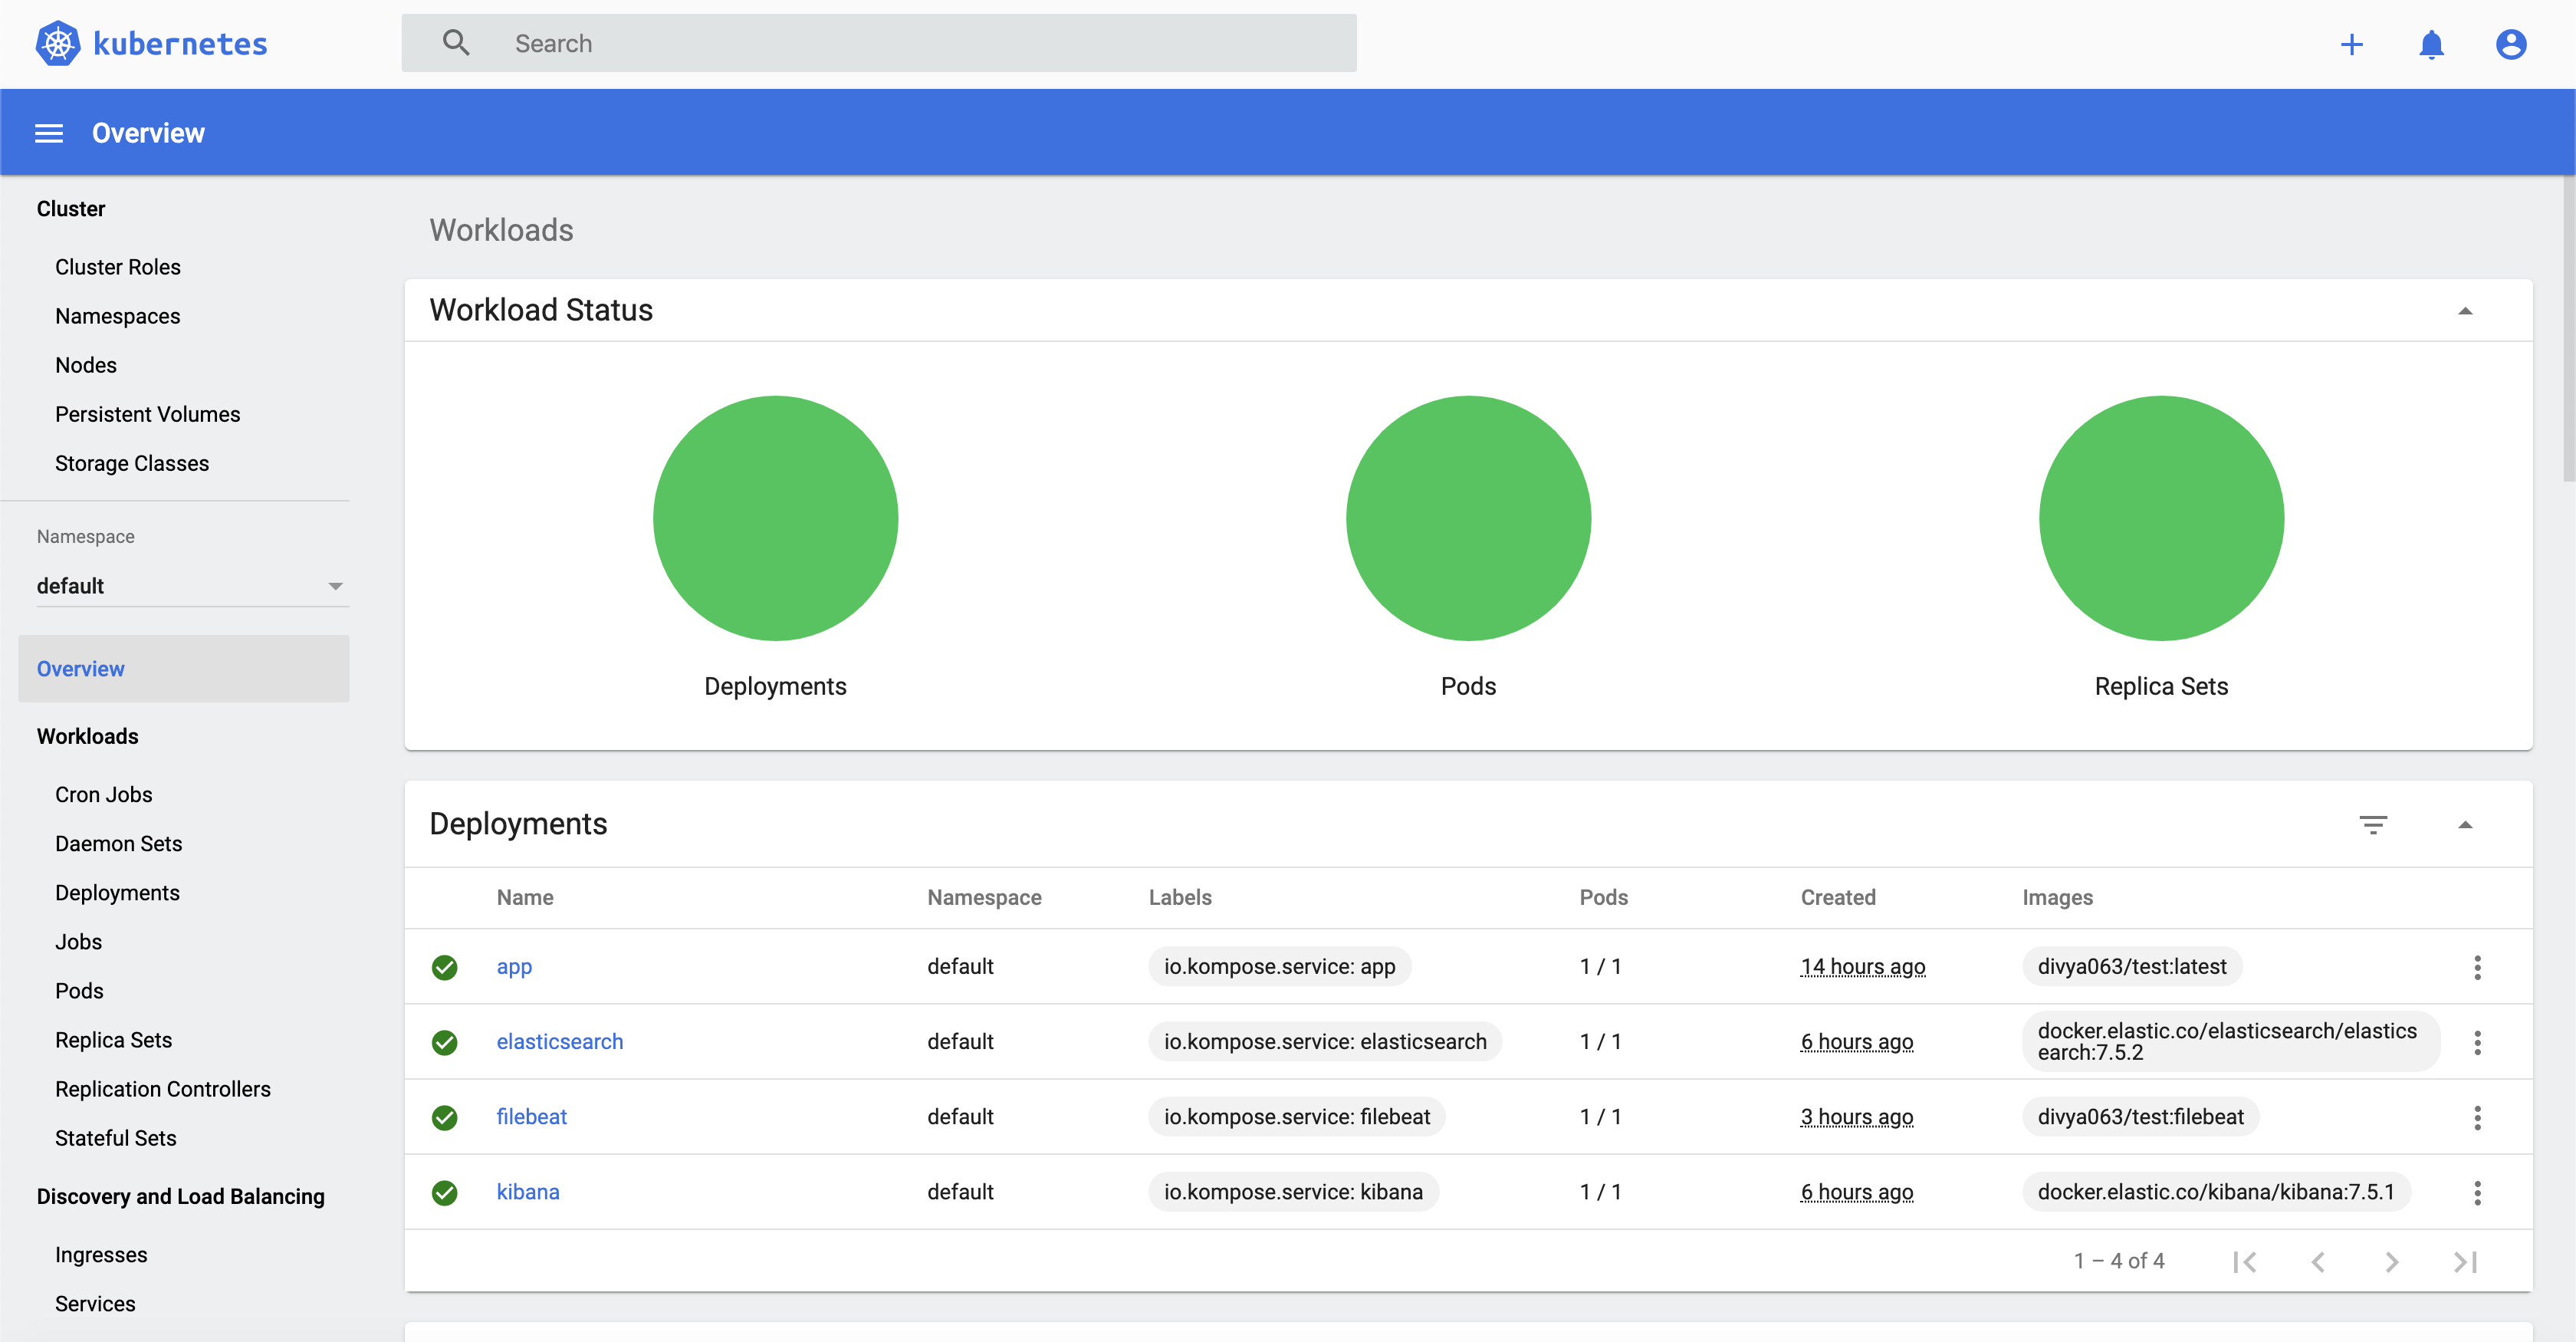 kubernetes
Search
Overview
Cluster
Cluster Roles
Namespaces
Nodes
Persistent Volumes
Storage Classes
Namespace
default
Overview
Workloads
Cron Jobs
Daemon Sets
Deployments
Jobs
Pods
Replica Sets
Replication Controllers
Stateful Sets
Discovery and Load Balancing
Ingresses
Services
Workloads
Workload Status
Deployments
Pods
Replica Sets
Deployments
Name Namespace Labels Pods Created Images
app default io.kompose.service: app 1 / 1 14 hours ago divya063/test:latest
elasticsearch default io.kompose.service: elasticsearch 1 / 1 6 hours ago docker.elastic.co/elasticsearch/elastics
earch:7.5.2
filebeat default io.kompose.service: filebeat 1 / 1 3 hours ago divya063/test:filebeat
kibana default io.kompose.service: kibana 1 / 1 6 hours ago docker.elastic.co/kibana/kibana:7.5.1
1 – 4 of 4